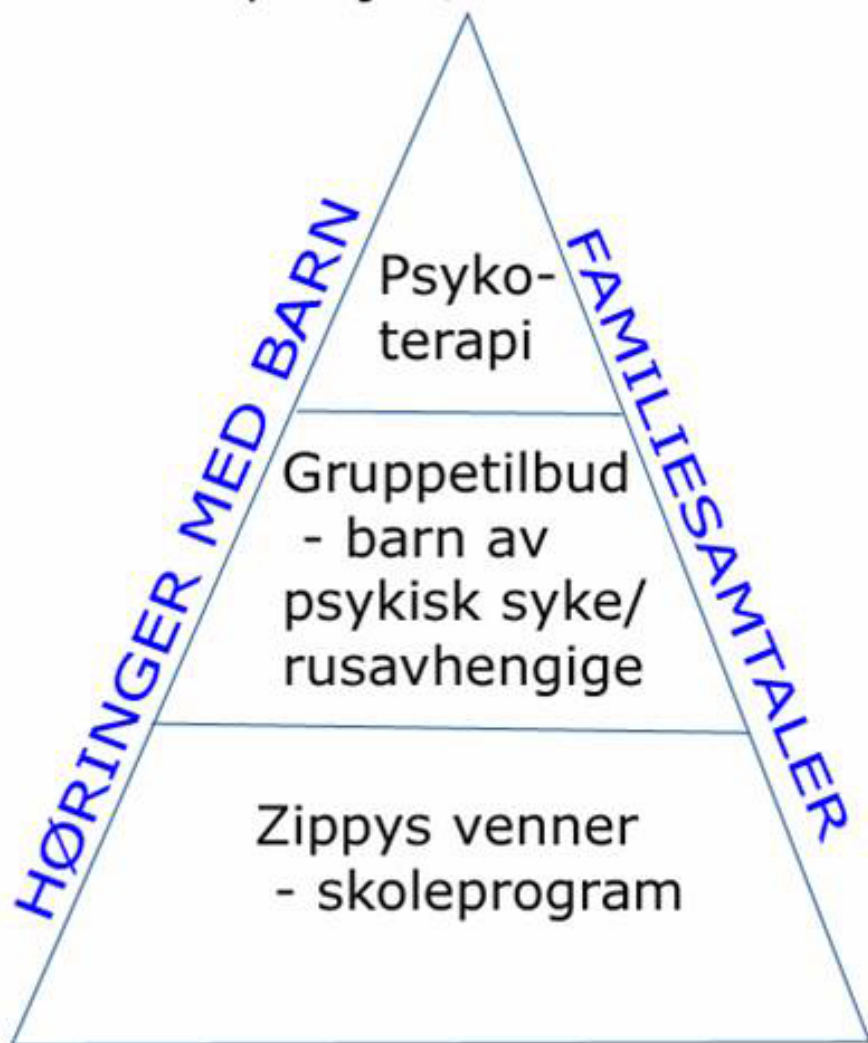 HØRINGER MED BARN
FAMILIESAMTALER
Psyko-
terapi
Gruppetilbud
- barn av
psykisk syke/
rusavhengige
Zippys venner
- skoleprogram